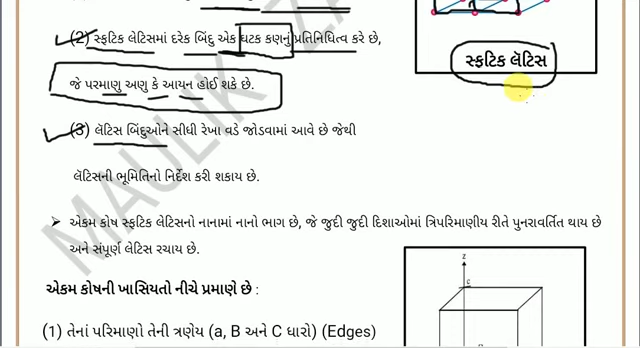 (2) સ્ફટિક લેટિસમાં દરેક બિંદુ એક ઘટક કણનું પ્રતિનિધિત્વ કરે છે,
જે પરમાણુ અણુ કે આયન હોઈ શકે છે.
સ્ફટિક લૅટિસ
(3) લૅટિસ બિંદુઓને સીધી રેખા વડે જોડવામાં આવે છે જેથી
લૅટિસની ભૂમિતિનો નિર્દેશ કરી શકાય છે.
➤ એકમ કોષ સ્ફટિક લેટિસનો નાનામાં નાનો ભાગ છે, જે જુદી જુદી દિશાઓમાં ત્રિપરિમાણીય રીતે પુનરાવર્તિત થાય છે
અને સંપૂર્ણ લેટિસ રચાય છે.
એકમ કોષની ખાસિયતો નીચે પ્રમાણે છે :
z
c
(1) તેનાં પરિમાણો તેની ત્રણેય (a, B અને C ધારો) (Edges)
MAULIK